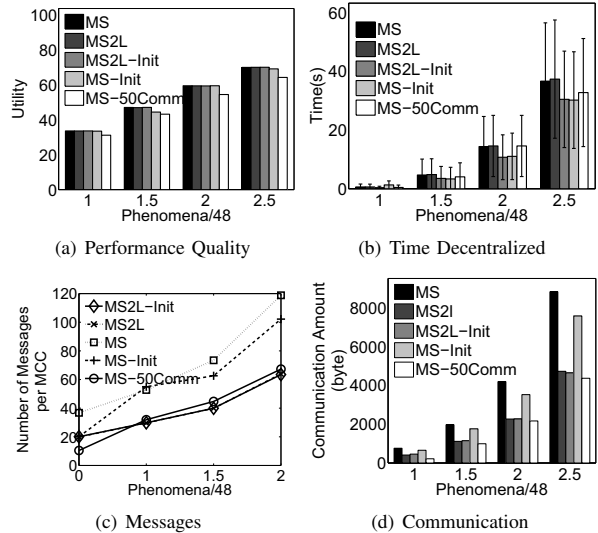 100
80
60
40
20
0
Utility
MS
MS2L
MS2L-Init
MS-Init
MS-50Comm
1 1.5 2 2.5
Phenomena/48
(a) Performance Quality
60
40
20
0
Time(s)
MS
MS2L
MS2L-Init
MS-Init
MS-50Comm
1 1.5 2 2.5
Phenomena/48
(b) Time Decentralized
120
100
80
60
40
20
0
Number of Messages
per MCC
MS2L-Init
MS2L
MS
MS-Init
MS-50Comm
0 1 1.5 2
Phenomena/48
(c) Messages
8000
6000
4000
2000
0
Communication Amount
(byte)
MS
MS2l
MS2L-Init
MS-Init
MS-50Comm
1 1.5 2 2.5
Phenomena/48
(d) Communication